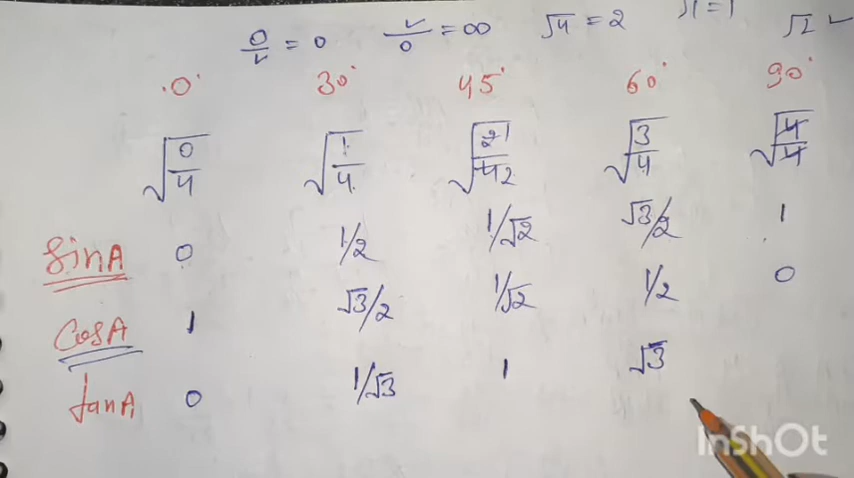 0/✓ = 0 ✓/0 = ∞ √4 = 2 √1 = 1 √2 ✓
0° 30° 45° 60° 90°
√0/4 √1/4 √2/4 1 2 √3/4 √4/4
SinA 0 1/2 1/√2 √3/2 1
CosA 1 √3/2 1/√2 1/2 0
tanA 0 1/√3 1 √3
InShOt